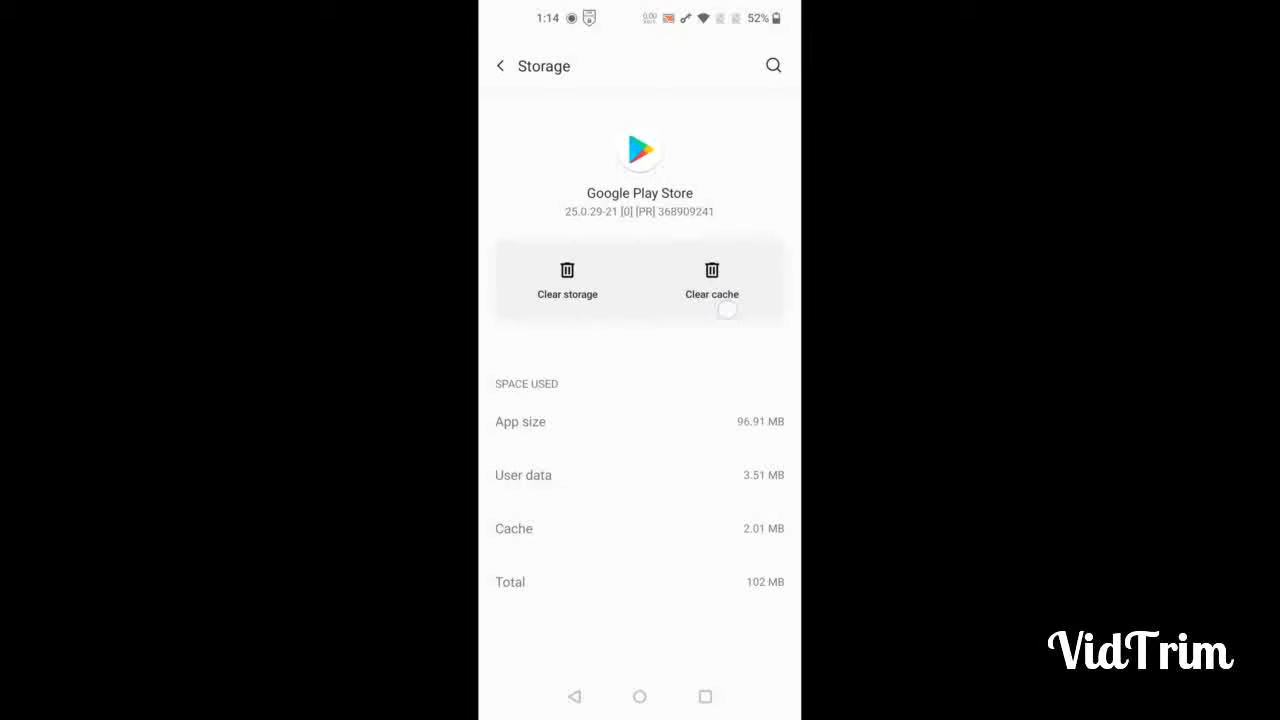 1:14 52%
Storage
Google Play Store
25.0.29-21 [0] [PR] 368909241
Clear storage Clear cache
SPACE USED
App size 96.91 MB
User data 3.51 MB
Cache 2.01 MB
Total 102 MB
VidTrim